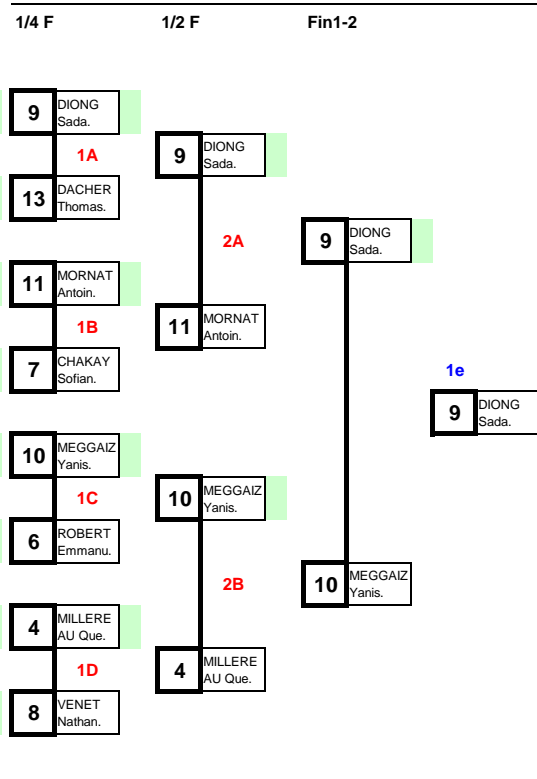 1/4 F 1/2 F Fin1-2
9 DIONG
Sada.
1A
13 DACHER
Thomas.
11 MORNAT
Antoin.
1B
7 CHAKAY
Sofian.
10 MEGGAIZ
Yanis.
1C
6 ROBERT
Emmanu.
4 MILLERE
AU Que.
1D
8 VENET
Nathan.
9 DIONG
Sada.
2A
11 MORNAT
Antoin.
10 MEGGAIZ
Yanis.
2B
4 MILLERE
AU Que.
9 DIONG
Sada.
10 MEGGAIZ
Yanis.
1e
9 DIONG
Sada.